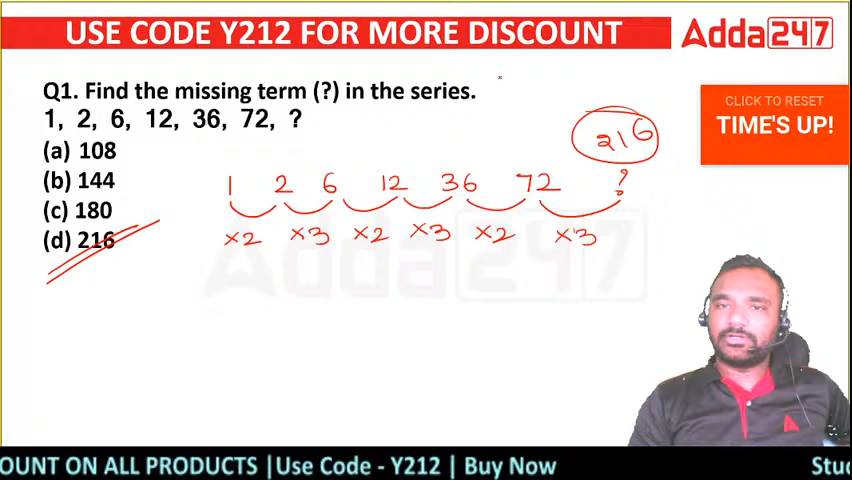 USE CODE Y212 FOR MORE DISCOUNT
Adda247
Q1. Find the missing term (?) in the series.
1, 2, 6, 12, 36, 72, ?
(a) 108
(b) 144
(c) 180
(d) 216
CLICK TO RESET
TIME'S UP!
216
1 2 6 12 36 72 ?
×2 ×3 ×2 ×3 ×2 ×3
Adda247
OUNT ON ALL PRODUCTS |Use Code - Y212 | Buy Now
Stud